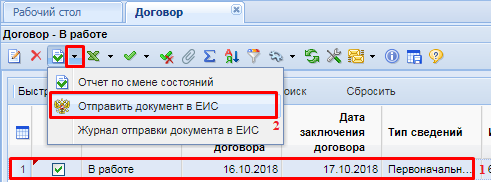 Рабочий стол Договор
Договор - В работе
Отчет по смене состояний
Быст
Отправить документ в ЕИС
оиск Сбросить
2
Журнал отправки документа в ЕИС
договора
Дата заключения договора
Тип сведений
1 В работе 16.10.2018 17.10.2018 Первоначальн... 1 6